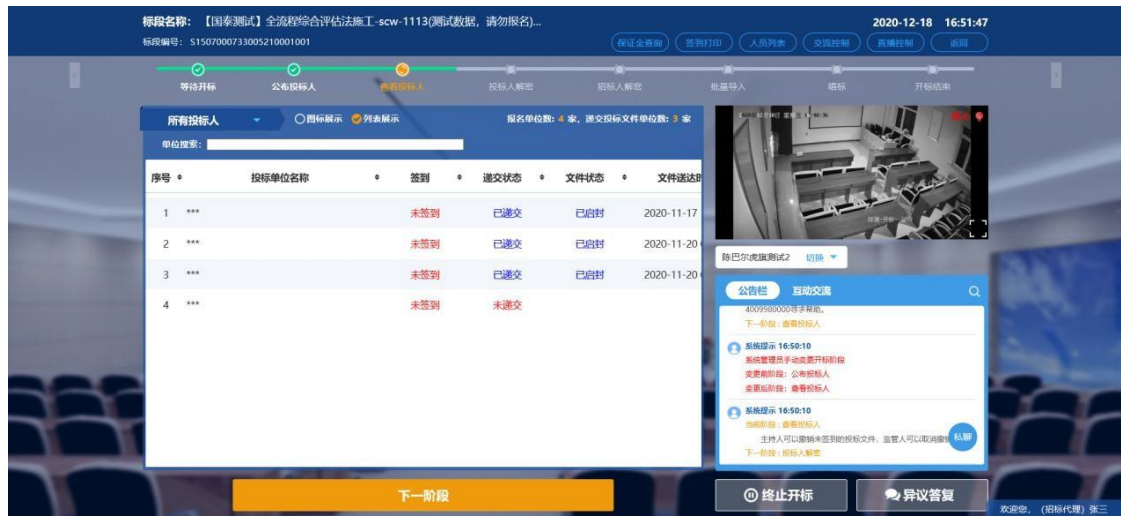 标段名称: 【国泰测试】全流程综合评估法施工-scw-1113(测试数据, 请勿报名)...
2020-12-18 16:51:47
标段编号: S1507000733005210001001
保证金查询 签到打印 人员列表 交流控制 直播控制 返回
等待开标 公布投标人 查看投标人 投标人解密 招标人解密 批量导入 唱标 开标结束
所有投标人 图标展示 列表展示 报名单位数: 4 家, 递交投标文件单位数: 3 家
单位搜索:
序号 投标单位名称 签到 递交状态 文件状态 文件送达时
1 *** 未签到 已递交 已启封 2020-11-17
2 *** 未签到 已递交 已启封 2020-11-20
3 *** 未签到 已递交 已启封 2020-11-20
4 *** 未签到 未递交
陈巴尔虎旗测试2 切换
公告栏 互动交流
4009980000寻求帮助。
下一阶段 : 查看投标人
系统提示 16:50:10
系统管理员手动变更开标阶段
变更前阶段: 公布投标人
变更后阶段: 查看投标人
系统提示 16:50:10
当前阶段 : 查看投标人
主持人可以撤销未签到的投标文件、监管人可以取消撤
私聊
下一阶段 : 投标人解密
下一阶段 终止开标 异议答复
欢迎您, (招标代理) 张三